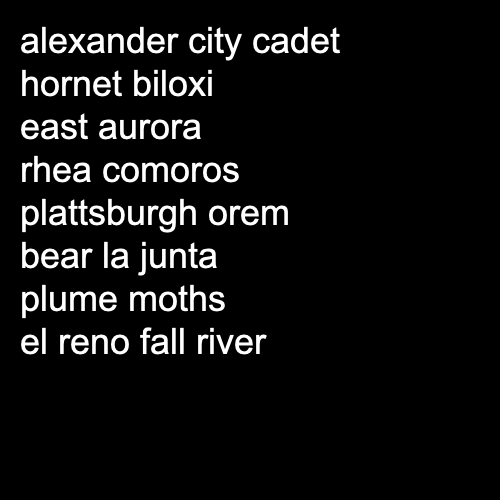 alexander city cadet
hornet biloxi
east aurora
rhea comoros
plattsburgh orem
bear la junta
plume moths
el reno fall river